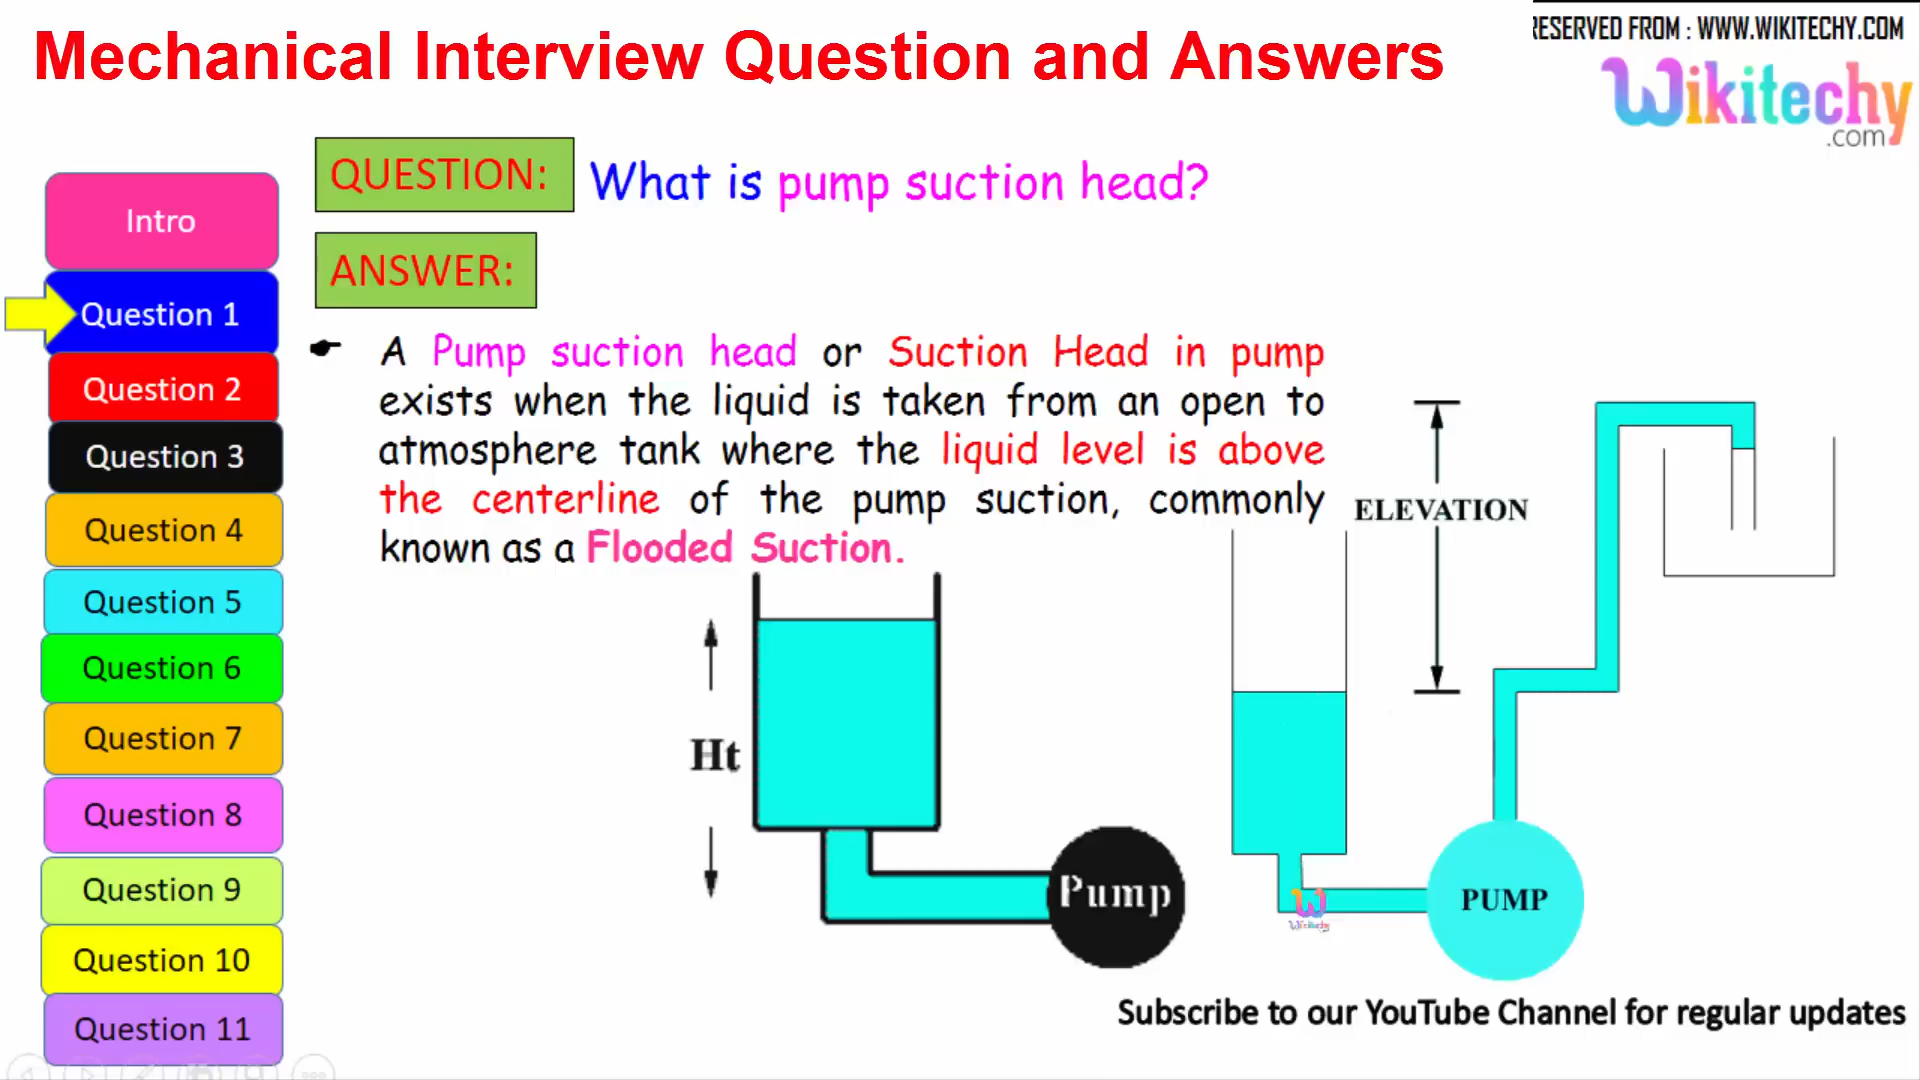 Mechanical Interview Question and Answers
RESERVED FROM : WWW.WIKITECHY.COM
Wikitechy
.com
QUESTION: What is pump suction head?
ANSWER:
Intro
Question 1
Question 2
Question 3
Question 4
Question 5
Question 6
Question 7
Question 8
Question 9
Question 10
Question 11
A Pump suction head or Suction Head in pump
exists when the liquid is taken from an open to
atmosphere tank where the liquid level is above
the centerline of the pump suction, commonly
known as a Flooded Suction.
Ht
Pump
ELEVATION
PUMP
Wikitechy
Subscribe to our YouTube Channel for regular updates